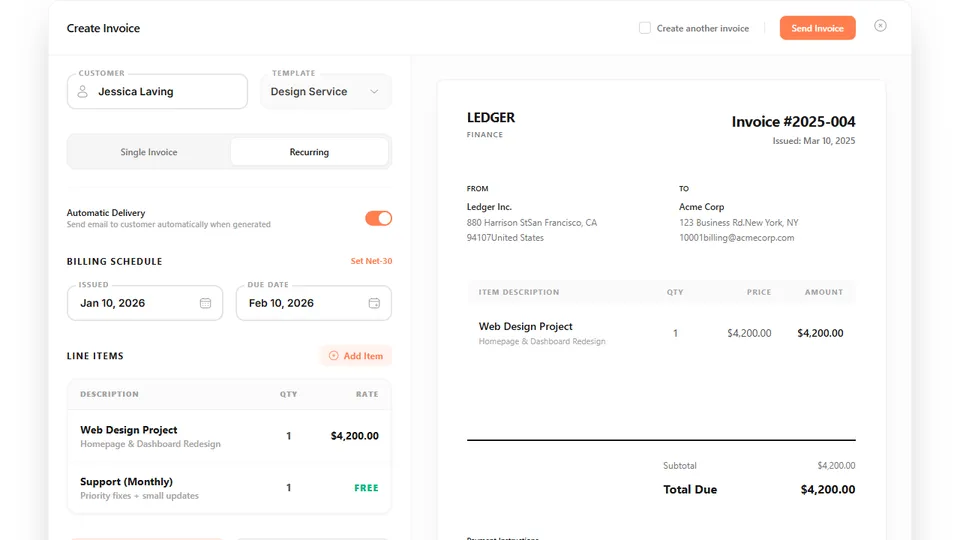 Create Invoice
Create another invoice
Send Invoice
CUSTOMER
Jessica Laving
TEMPLATE
Design Service
Single Invoice
Recurring
Automatic Delivery
Send email to customer automatically when generated
BILLING SCHEDULE
Set Net-30
ISSUED
Jan 10, 2026
DUE DATE
Feb 10, 2026
LINE ITEMS
Add Item
DESCRIPTION QTY RATE
Web Design Project 1 $4,200.00
Homepage & Dashboard Redesign
Support (Monthly) 1 FREE
Priority fixes + small updates
LEDGER
FINANCE
Invoice #2025-004
Issued: Mar 10, 2025
FROM
Ledger Inc.
880 Harrison StSan Francisco, CA
94107United States
TO
Acme Corp
123 Business Rd.New York, NY
10001billing@acmecorp.com
ITEM DESCRIPTION QTY PRICE AMOUNT
Web Design Project 1 $4,200.00 $4,200.00
Homepage & Dashboard Redesign
Subtotal $4,200.00
Total Due $4,200.00
Payment Instructions